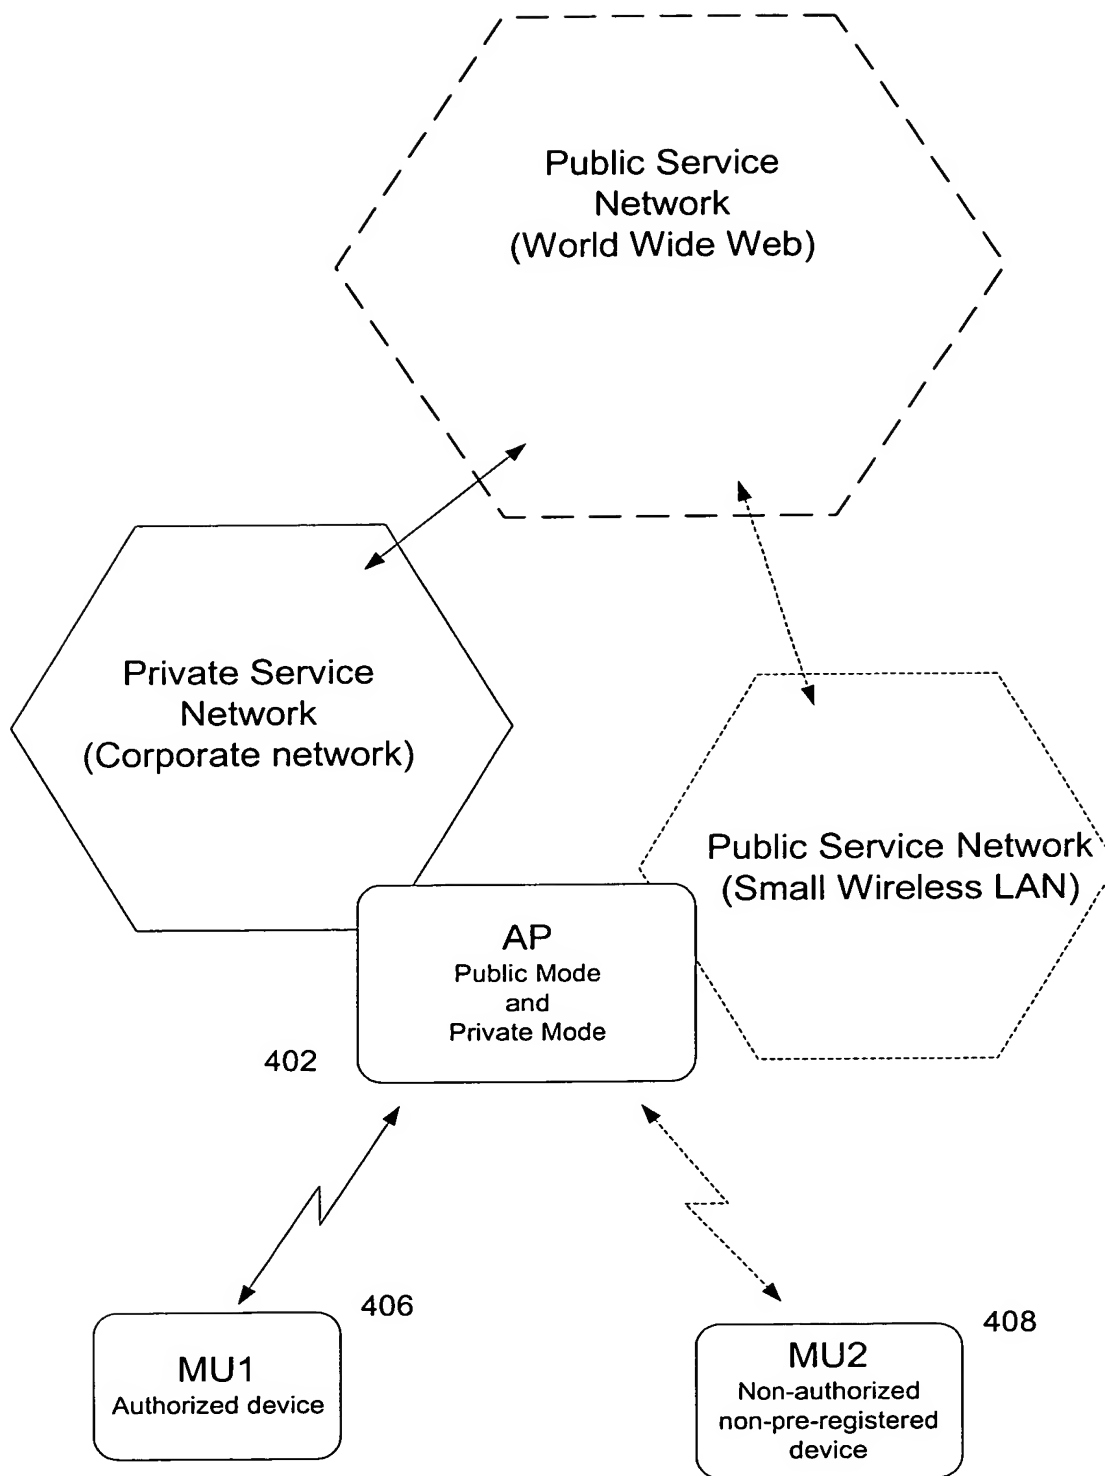 Public Service
Network
(World Wide Web)
Private Service
Network
(Corporate network)
Public Service Network
(Small Wireless LAN)
AP
Public Mode
and
Private Mode
402
406
MU1
Authorized device
408
MU2
Non-authorized
non-pre-registered
device